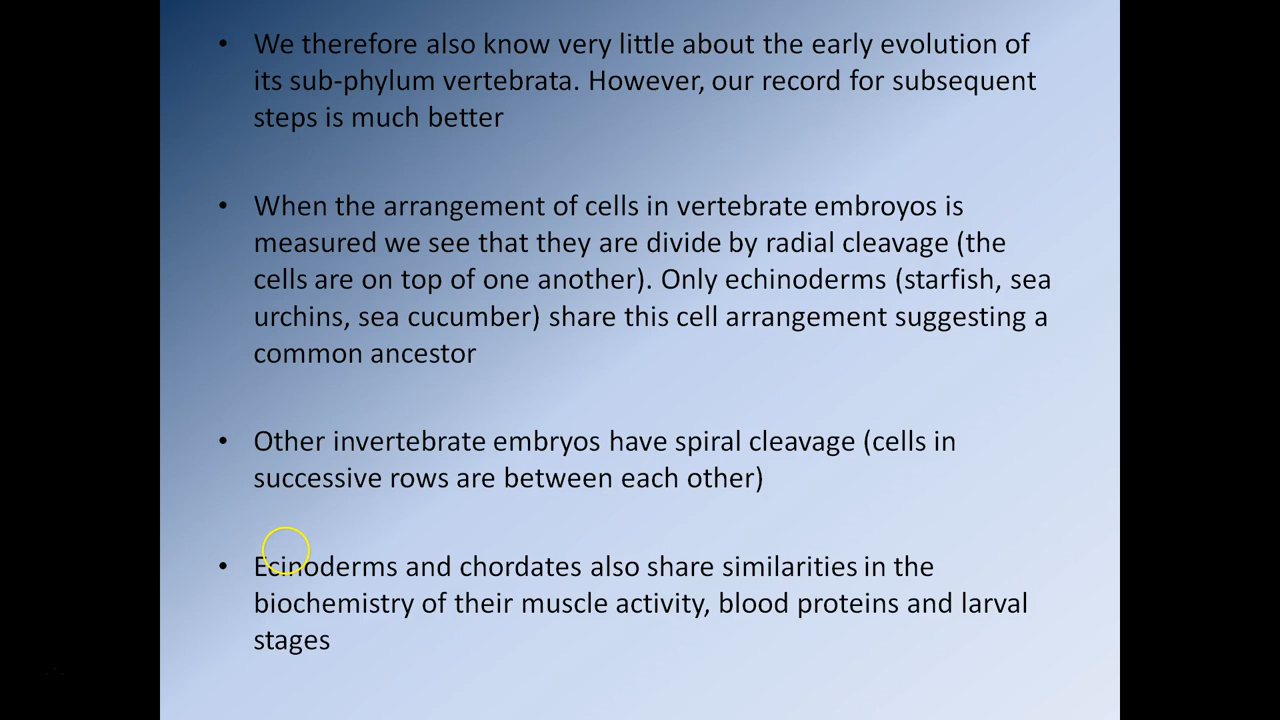 • We therefore also know very little about the early evolution of
its sub-phylum vertebrata. However, our record for subsequent
steps is much better
• When the arrangement of cells in vertebrate embroyos is
measured we see that they are divide by radial cleavage (the
cells are on top of one another). Only echinoderms (starfish, sea
urchins, sea cucumber) share this cell arrangement suggesting a
common ancestor
• Other invertebrate embryos have spiral cleavage (cells in
successive rows are between each other)
• Ecinoderms and chordates also share similarities in the
biochemistry of their muscle activity, blood proteins and larval
stages